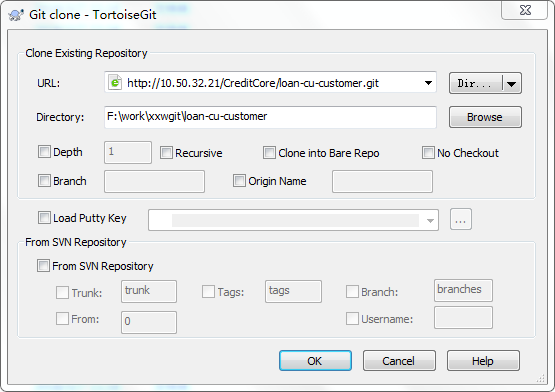 Git clone - TortoiseGit
Clone Existing Repository
URL: http://10.50.32.21/CreditCore/loan-cu-customer.git Dir...
Directory: F:\work\xxwgit\loan-cu-customer Browse
Depth 1 Recursive Clone into Bare Repo No Checkout
Branch Origin Name
Load Putty Key ...
From SVN Repository
From SVN Repository
Trunk: trunk Tags: tags Branch: branches
From: 0 Username:
OK Cancel Help